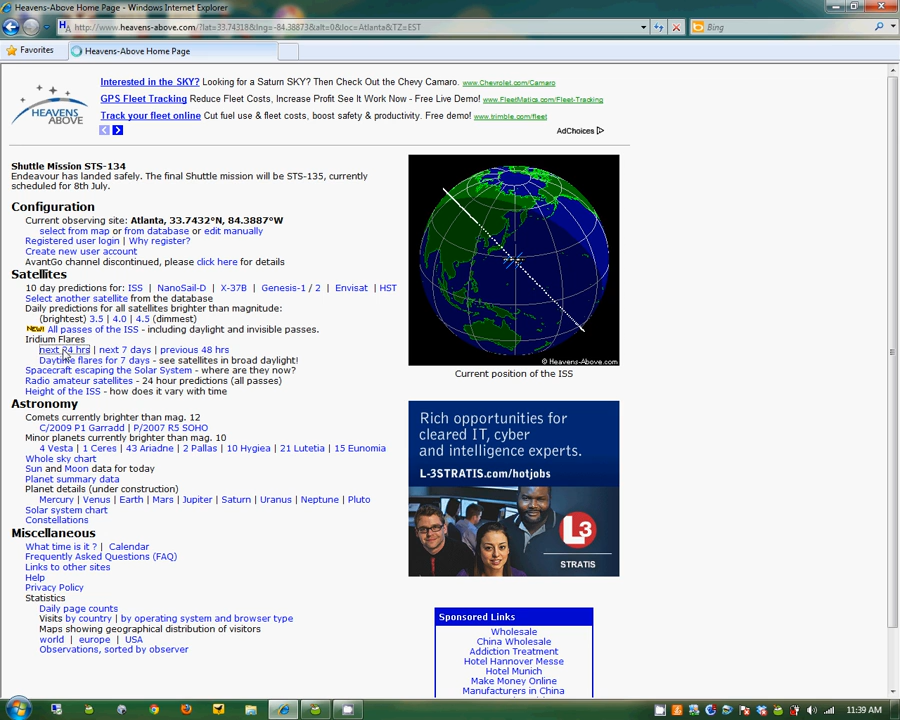 Heavens-Above Home Page - Windows Internet Explorer
http://www.heavens-above.com/?lat=33.74318&lng=-84.38873&alt=0&loc=Atlanta&TZ=EST
Bing
Favorites
Heavens-Above Home Page
HEAVENS
ABOVE
Interested in the SKY? Looking for a Saturn SKY? Then Check Out the Chevy Camaro. www.Chevrolet.com/Camaro
GPS Fleet Tracking Reduce Fleet Costs, Increase Profit See It Work Now - Free Live Demo! www.FleetMatics.com/Fleet-Tracking
Track your fleet online Cut fuel use & fleet costs, boost safety & productivity. Free demo! www.trimble.com/fleet
AdChoices
Shuttle Mission STS-134
Endeavour has landed safely. The final Shuttle mission will be STS-135, currently
scheduled for 8th July.
Configuration
Current observing site: Atlanta, 33.7432°N, 84.3887°W
select from map or from database or edit manually
Registered user login | Why register?
Create new user account
AvantGo channel discontinued, please click here for details
Satellites
10 day predictions for: ISS | NanoSail-D | X-37B | Genesis-1 / 2 | Envisat | HST
Select another satellite from the database
Daily predictions for all satellites brighter than magnitude:
(brightest) 3.5 | 4.0 | 4.5 (dimmest)
NEW! All passes of the ISS - including daylight and invisible passes.
Iridium Flares
next 24 hrs | next 7 days | previous 48 hrs
Daytime flares for 7 days - see satellites in broad daylight!
Spacecraft escaping the Solar System - where are they now?
Radio amateur satellites - 24 hour predictions (all passes)
Height of the ISS - how does it vary with time
Astronomy
Comets currently brighter than mag. 12
C/2009 P1 Garradd | P/2007 R5 SOHO
Minor planets currently brighter than mag. 10
4 Vesta | 1 Ceres | 43 Ariadne | 2 Pallas | 10 Hygiea | 21 Lutetia | 15 Eunomia
Whole sky chart
Sun and Moon data for today
Planet summary data
Planet details (under construction)
Mercury | Venus | Earth | Mars | Jupiter | Saturn | Uranus | Neptune | Pluto
Solar system chart
Constellations
Miscellaneous
What time is it ? | Calendar
Frequently Asked Questions (FAQ)
Links to other sites
Help
Privacy Policy
Statistics
Daily page counts
Visits by country | by operating system and browser type
Maps showing geographical distribution of visitors
world | europe | USA
Observations, sorted by observer
© Heavens-Above.com
Current position of the ISS
Rich opportunities for
cleared IT, cyber
and intelligence experts.
L-3STRATIS.com/hotjobs
L3
STRATIS
Sponsored Links
Wholesale
China Wholesale
Addiction Treatment
Hotel Hannover Messe
Hotel Munich
Make Money Online
Manufacturers in China
11:39 AM